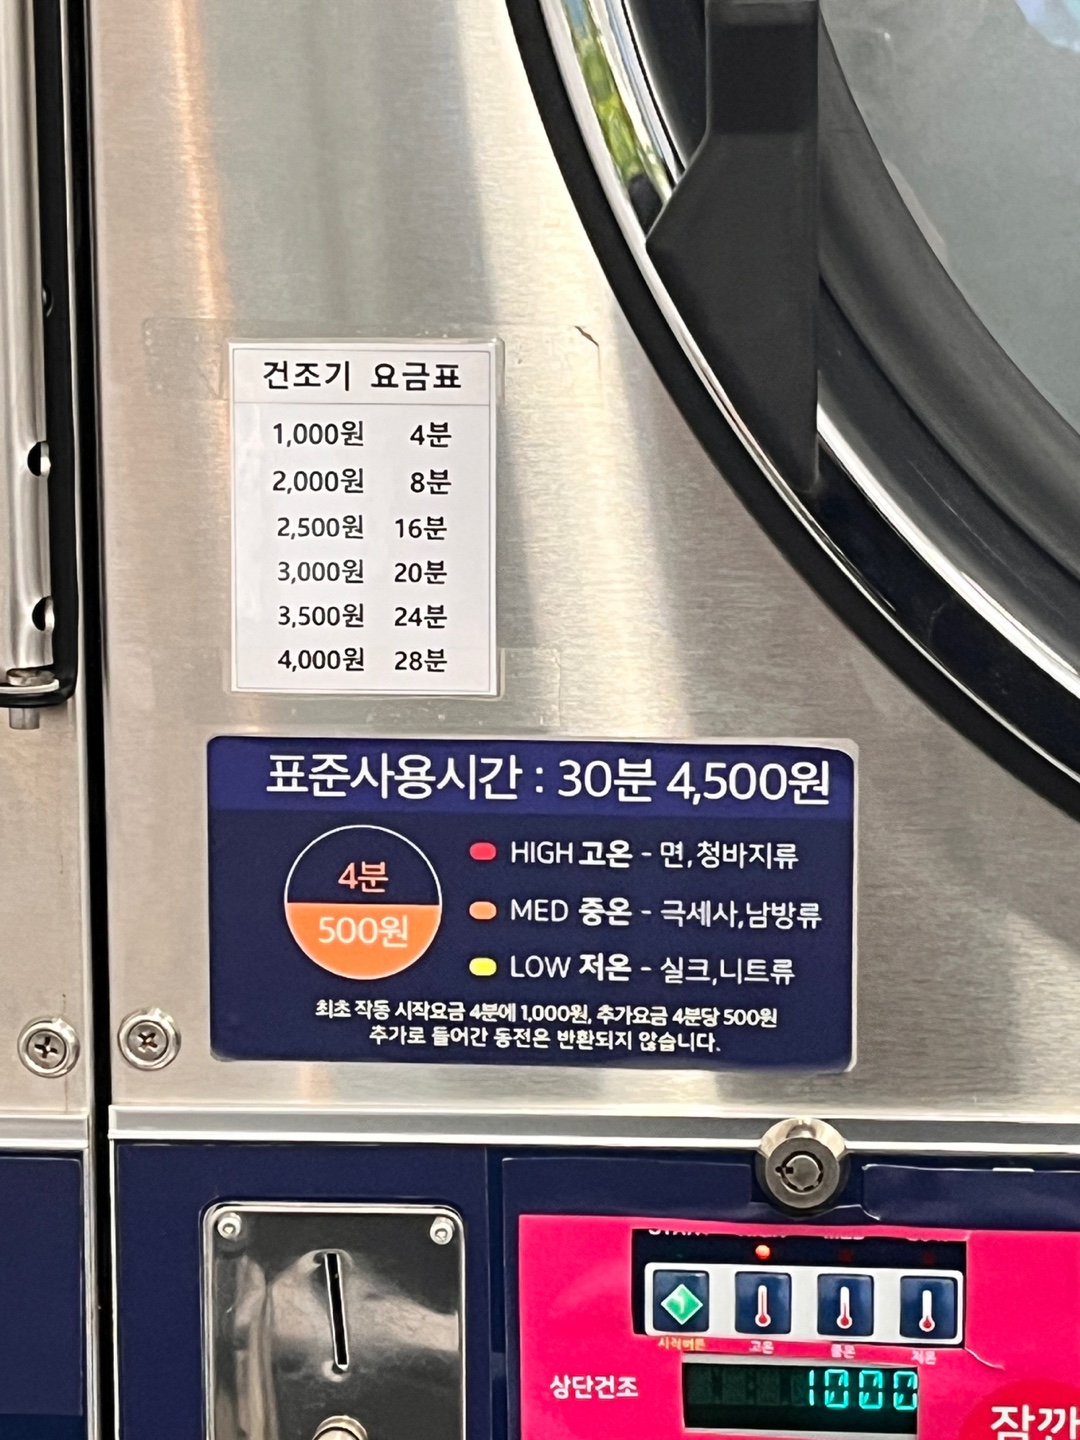 건조기 요금표
1,000원 4분
2,000원 8분
2,500원 16분
3,000원 20분
3,500원 24분
4,000원 28분
표준사용시간 : 30분 4,500원
4분
500원
HIGH 고온 - 면,청바지류
MED 중온 - 극세사,남방류
LOW 저온 - 실크,니트류
최초 작동 시작요금 4분에 1,000원, 추가요금 4분당 500원
추가로 들어간 동전은 반환되지 않습니다.
시작버튼 고온 중온 저온
상단건조 1000
잠깐